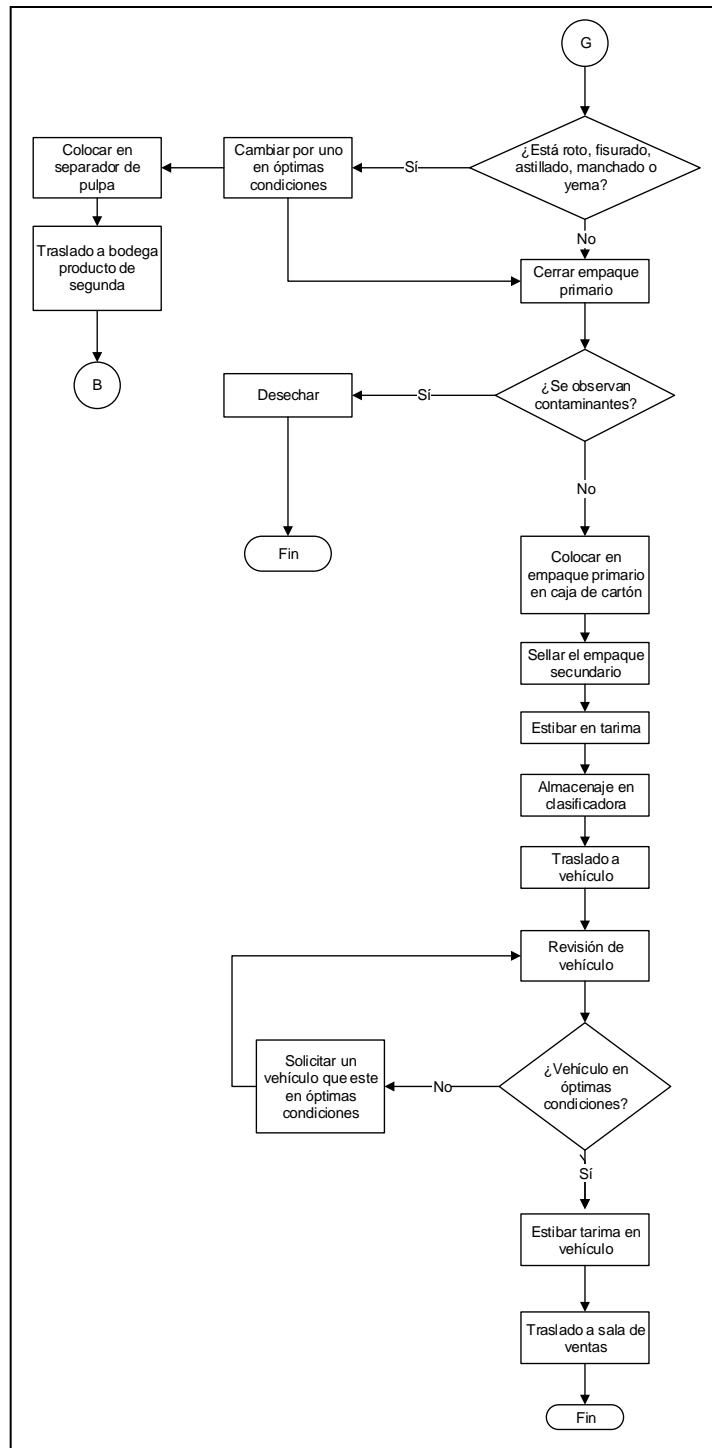 G
¿Está roto, fisurado,
astillado, manchado o
yema?
Sí
Cambiar por uno
en óptimas
condiciones
Colocar en
separador de
pulpa
Traslado a bodega
producto de
segunda
B
No
Cerrar empaque
primario
¿Se observan
contaminantes?
Sí
Desechar
Fin
No
Colocar en
empaque primario
en caja de cartón
Sellar el empaque
secundario
Estibar en tarima
Almacenaje en
clasificadora
Traslado a
vehículo
Revisión de
vehículo
¿Vehículo en
óptimas
condiciones?
No
Solicitar un
vehículo que este
en óptimas
condiciones
Sí
Estibar tarima en
vehículo
Traslado a sala de
ventas
Fin